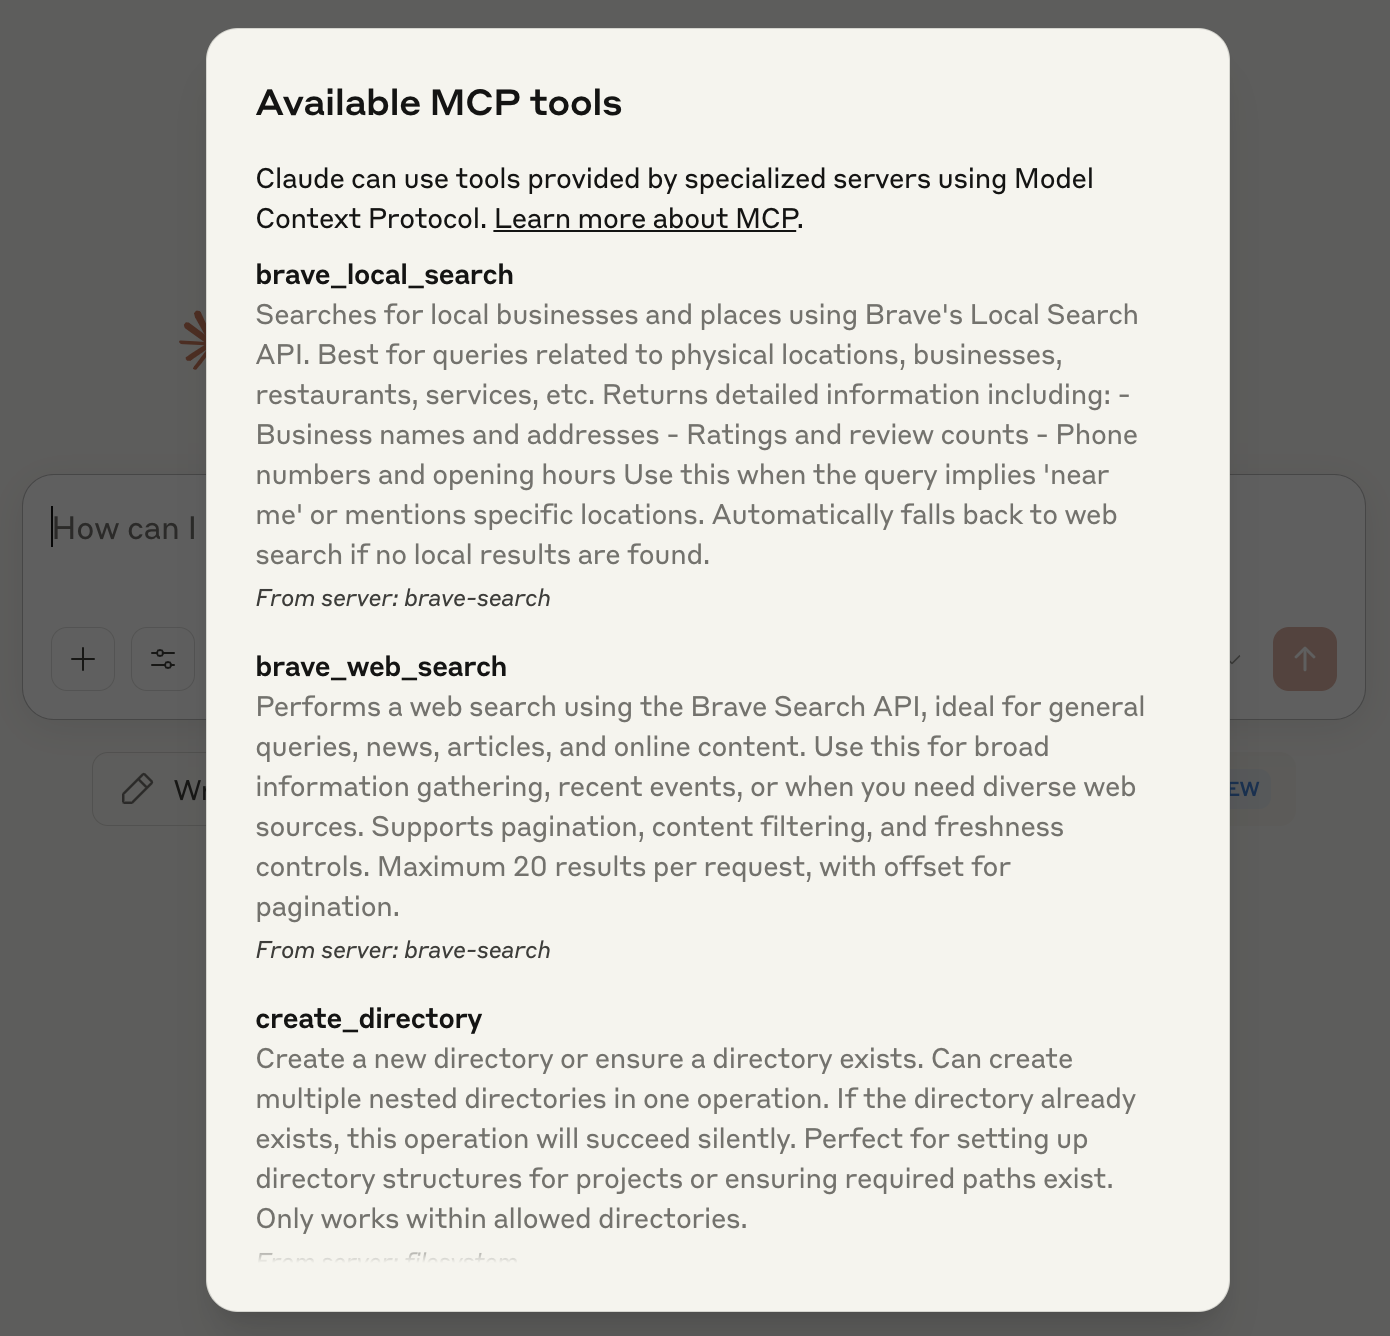 Available MCP tools
Claude can use tools provided by specialized servers using Model
Context Protocol. Learn more about MCP.
brave_local_search
Searches for local businesses and places using Brave's Local Search
API. Best for queries related to physical locations, businesses,
restaurants, services, etc. Returns detailed information including: -
Business names and addresses - Ratings and review counts - Phone
numbers and opening hours Use this when the query implies 'near
me' or mentions specific locations. Automatically falls back to web
search if no local results are found.
From server: brave-search
brave_web_search
Performs a web search using the Brave Search API, ideal for general
queries, news, articles, and online content. Use this for broad
information gathering, recent events, or when you need diverse web
sources. Supports pagination, content filtering, and freshness
controls. Maximum 20 results per request, with offset for
pagination.
From server: brave-search
create_directory
Create a new directory or ensure a directory exists. Can create
multiple nested directories in one operation. If the directory already
exists, this operation will succeed silently. Perfect for setting up
directory structures for projects or ensuring required paths exist.
Only works within allowed directories.
From server: filesystem
How can I